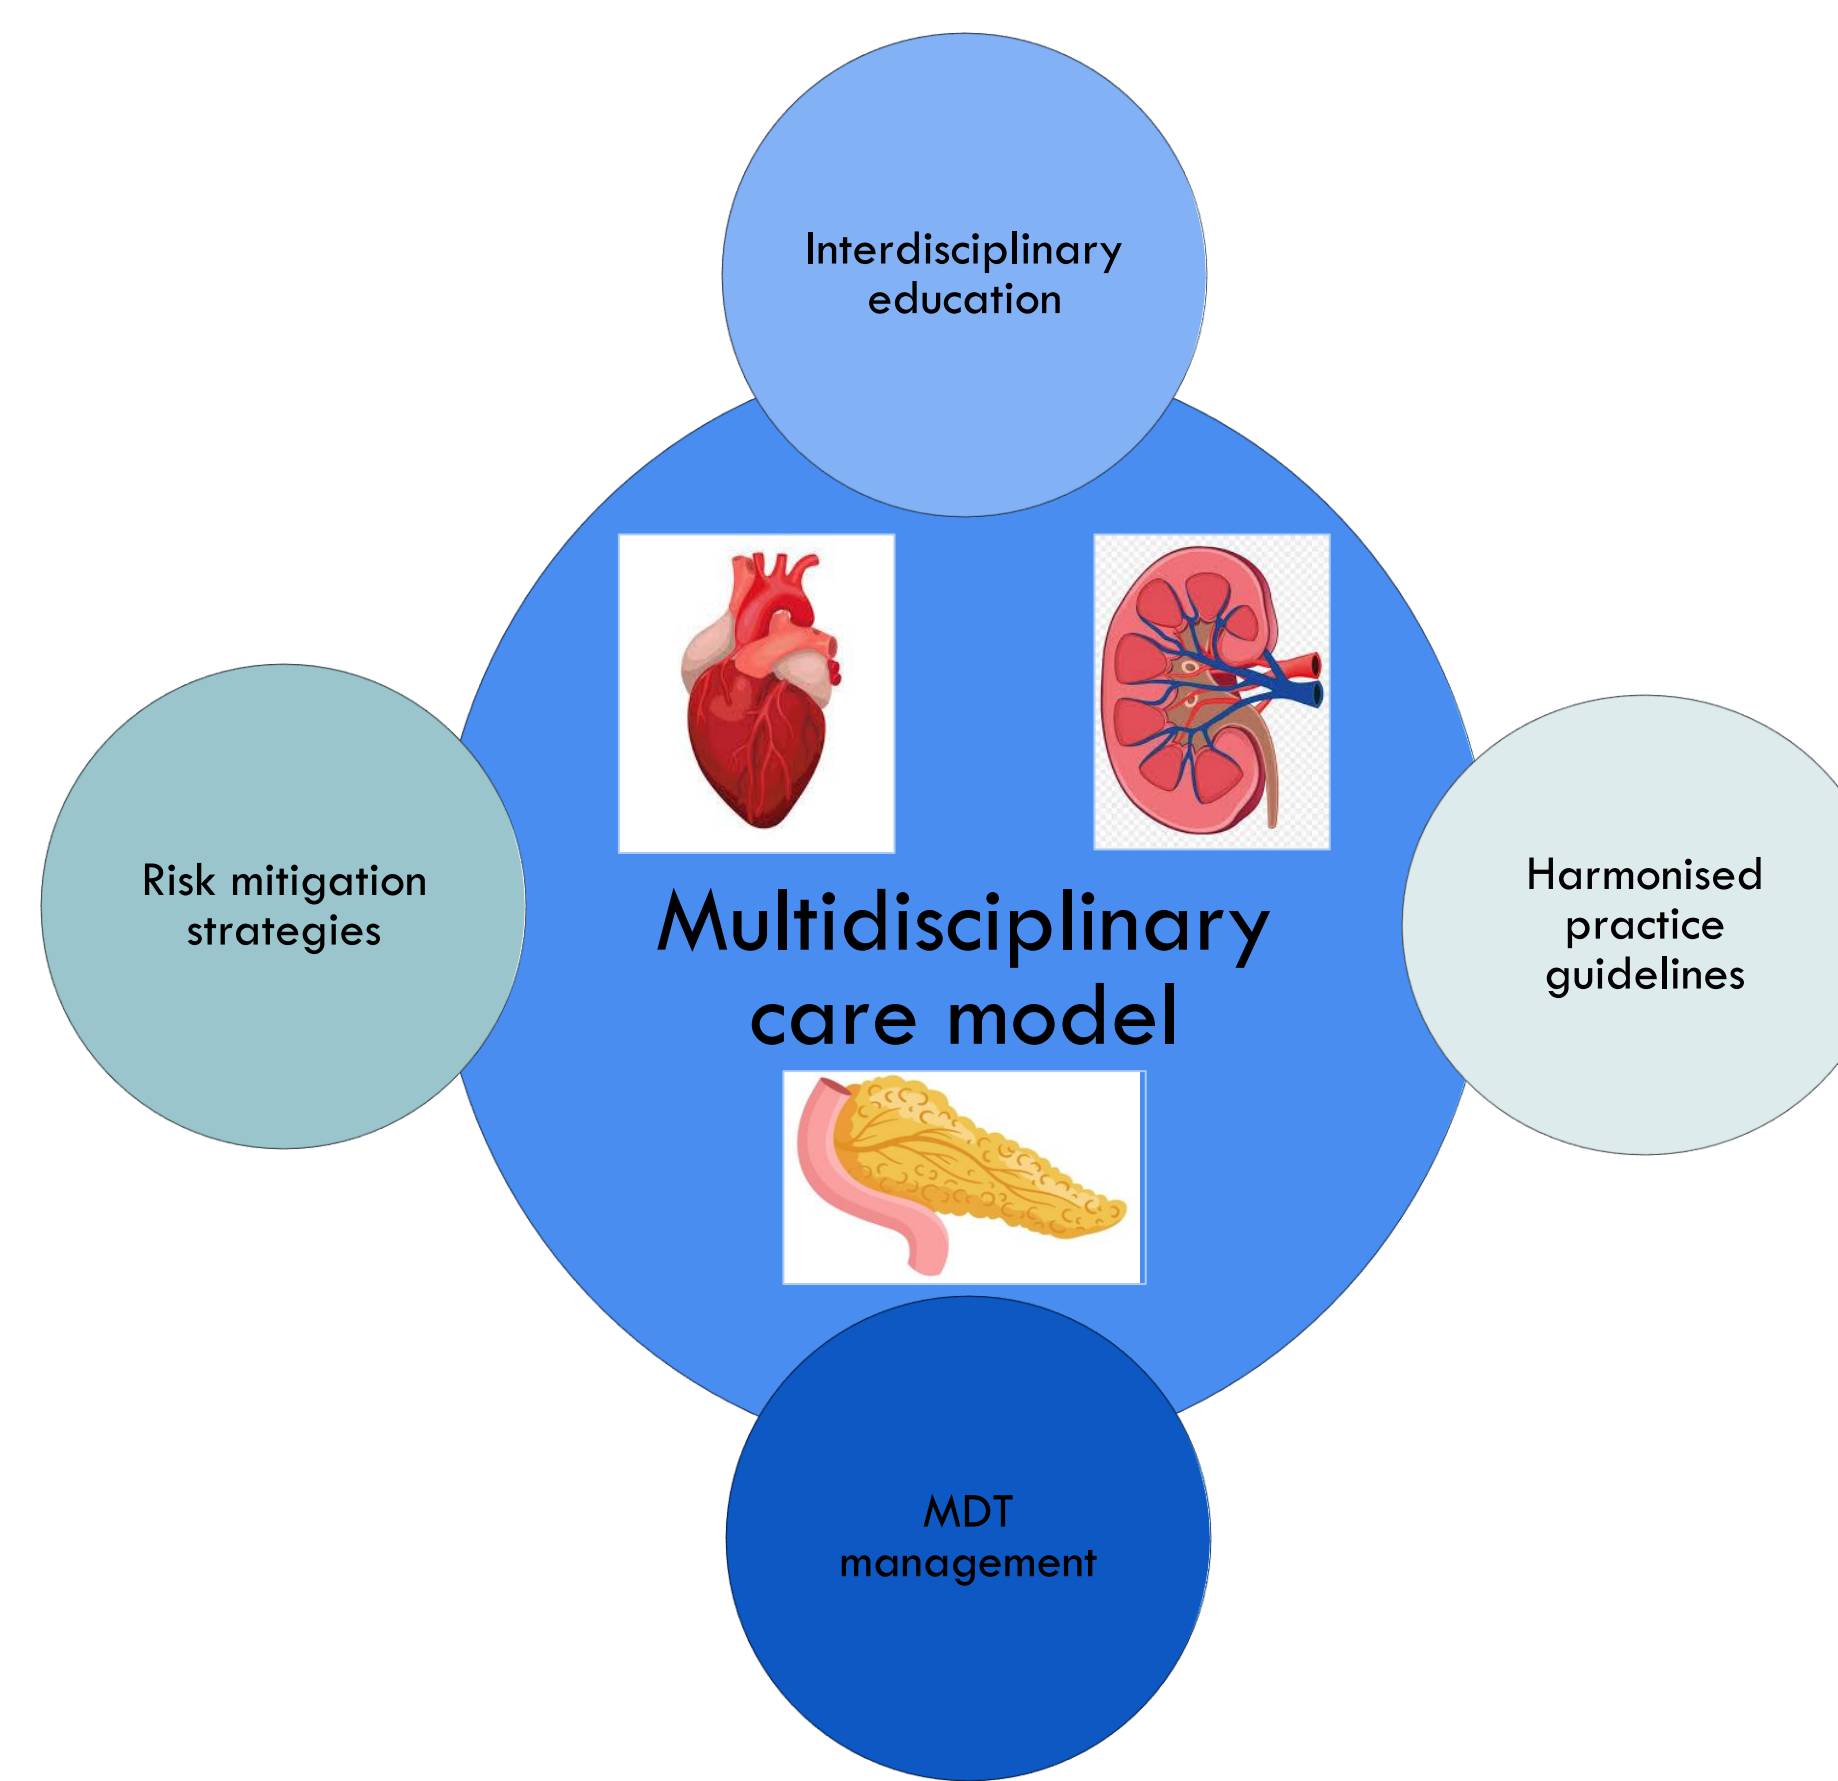 Interdisciplinary
education
Risk mitigation
strategies
Multidisciplinary
care model
Harmonised
practice
guidelines
MDT
management